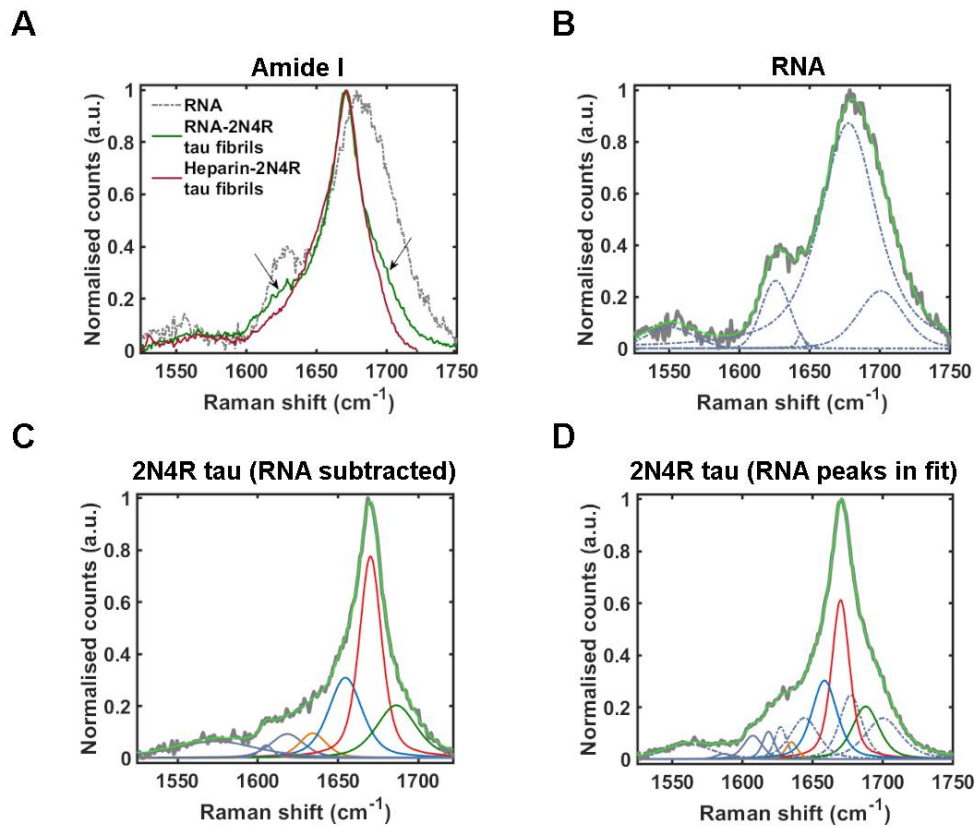 A
Amide I
Normalised counts (a.u.)
1
0.8
0.6
0.4
0.2
0
RNA
RNA-2N4R
tau fibrils
Heparin-2N4R
tau fibrils
1550 1600 1650 1700 1750
Raman shift (cm⁻¹)
B
RNA
Normalised counts (a.u.)
1
0.8
0.6
0.4
0.2
0
1550 1600 1650 1700 1750
Raman shift (cm⁻¹)
C
2N4R tau (RNA subtracted)
Normalised counts (a.u.)
1
0.8
0.6
0.4
0.2
0
1550 1600 1650 1700
Raman shift (cm⁻¹)
D
2N4R tau (RNA peaks in fit)
Normalised counts (a.u.)
1
0.8
0.6
0.4
0.2
0
1550 1600 1650 1700 1750
Raman shift (cm⁻¹)